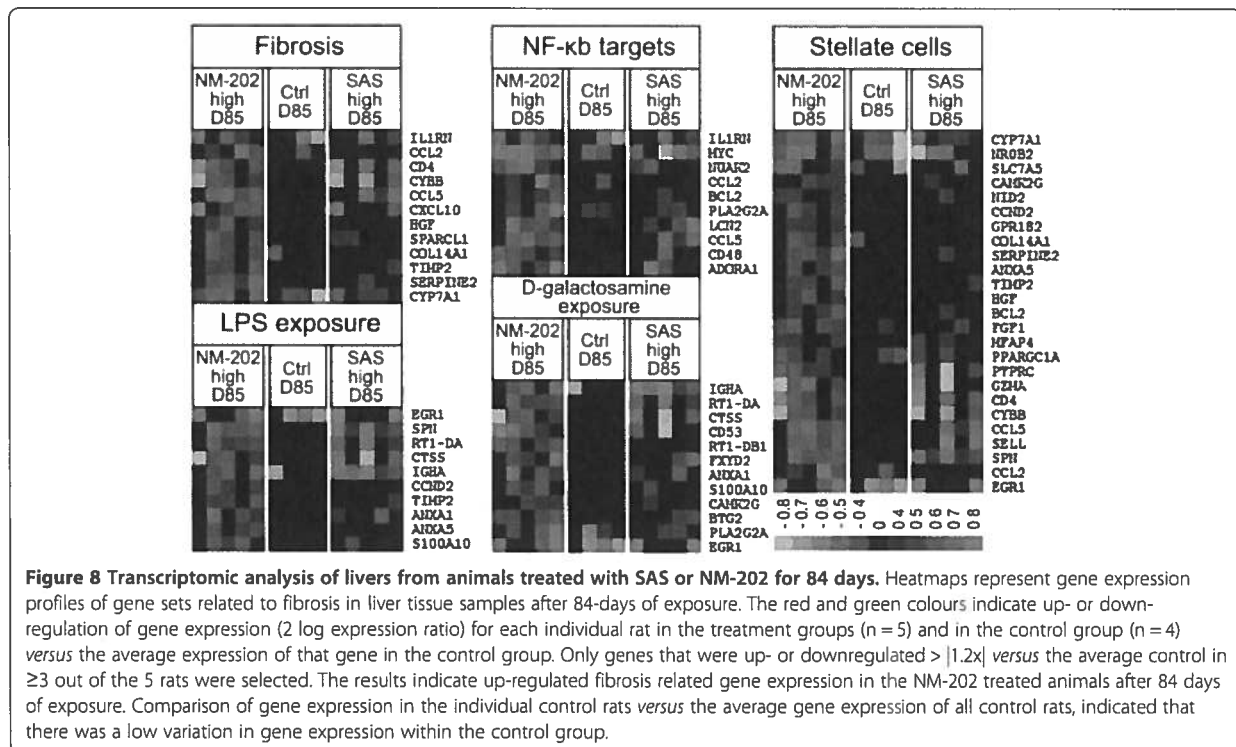 Fibrosis
NM-202
high
D85
Ctrl
D85
SAS
high
D85
IL1RN
CCL2
CD4
CYBB
CCL5
CXCL10
HGF
SPARCL1
COL14A1
TIMP2
SERPINE2
CYP7A1
LPS exposure
NM-202
high
D85
Ctrl
D85
SAS
high
D85
EGR1
SPN
RT1-DA
CTSS
IGHA
CCND2
TIMP2
ANXA1
ANXA5
S100A10
NF-κb targets
NM-202
high
D85
Ctrl
D85
SAS
high
D85
IL1RN
MYC
NUAK2
CCL2
BCL2
PLA2G2A
LCN2
CCL5
CD48
ADORA1
D-galactosamine
exposure
NM-202
high
D85
Ctrl
D85
SAS
high
D85
IGHA
RT1-DA
CTSS
CD53
RT1-DB1
FXYD2
ANXA1
S100A10
CAMK2G
BTG2
PLA2G2A
EGR1
Stellate cells
NM-202
high
D85
Ctrl
D85
SAS
high
D85
CYP7A1
NR0B2
SLC7A5
CAMK2G
NID2
CCND2
GPR182
COL14A1
SERPINE2
ANXA5
TIMP2
HGF
BCL2
FGF1
MFAP4
PPARGC1A
PTPRC
GZMA
CD4
CYBB
CCL5
SELL
SPN
CCL2
EGR1
-0.8 -0.7 -0.6 -0.5 -0.4 0 0.4 0.5 0.6 0.7 0.8
Figure 8 Transcriptomic analysis of livers from animals treated with SAS or NM-202 for 84 days. Heatmaps represent gene expression
profiles of gene sets related to fibrosis in liver tissue samples after 84-days of exposure. The red and green colours indicate up- or down-
regulation of gene expression (2 log expression ratio) for each individual rat in the treatment groups (n = 5) and in the control group (n = 4)
versus the average expression of that gene in the control group. Only genes that were up- or downregulated > |1.2x| versus the average control in
≥3 out of the 5 rats were selected. The results indicate up-regulated fibrosis related gene expression in the NM-202 treated animals after 84 days
of exposure. Comparison of gene expression in the individual control rats versus the average gene expression of all control rats, indicated that
there was a low variation in gene expression within the control group.